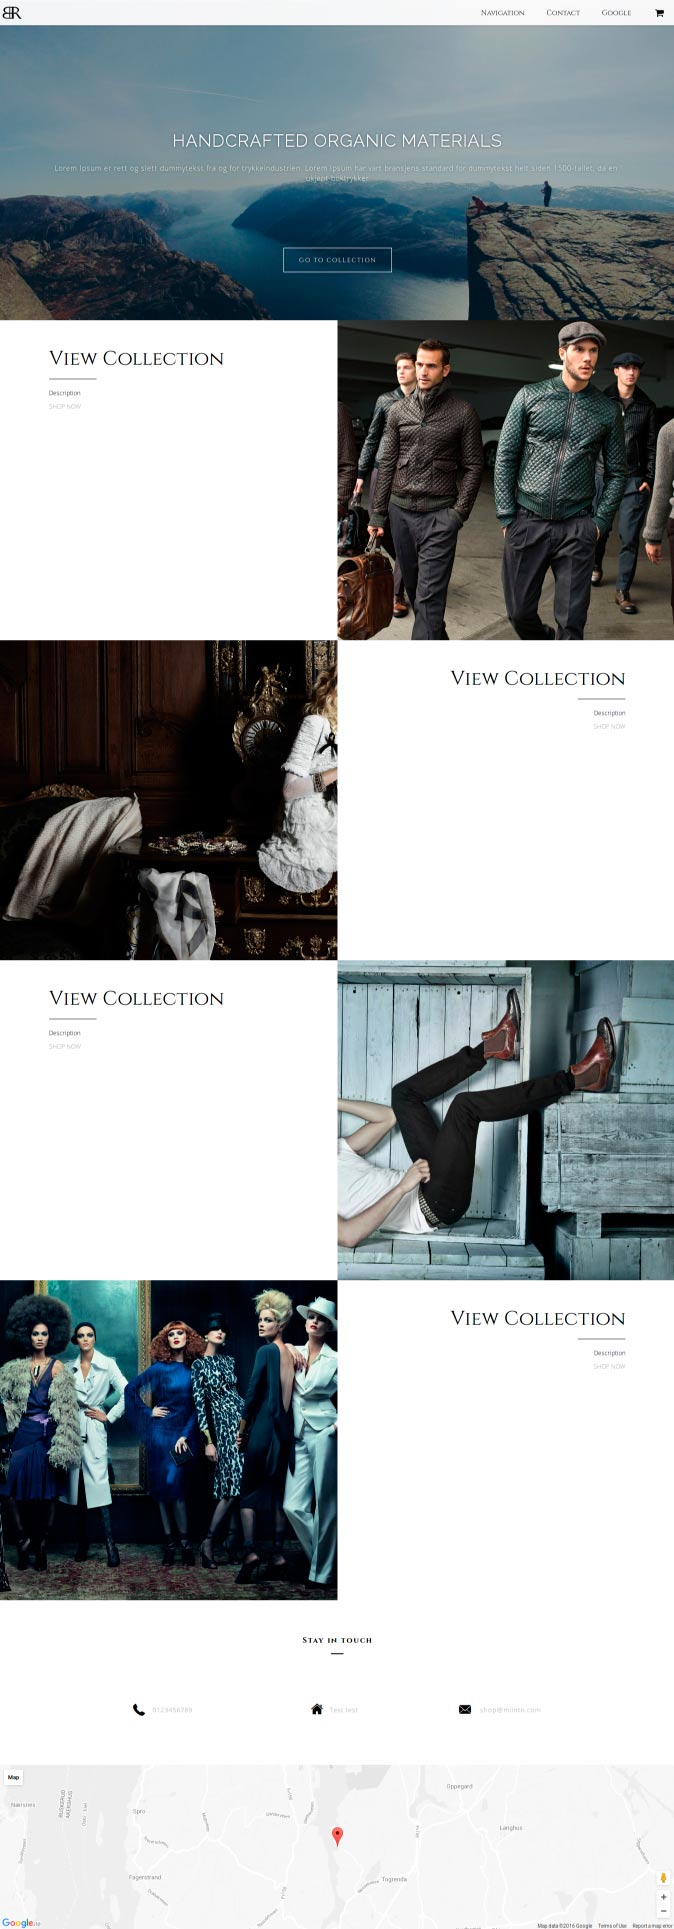 BR
Navigation Contact Google
HANDCRAFTED ORGANIC MATERIALS
Lorem Ipsum er rett og slett dummytekst fra og for trykkeindustrien. Lorem Ipsum har vært bransjens standard for dummytekst helt siden 1500-tallet, da en
ukjent boktrykker
GO TO COLLECTION
View Collection
Description
SHOP NOW
View Collection
Description
SHOP NOW
View Collection
Description
SHOP NOW
View Collection
Description
SHOP NOW
Stay in touch
0123456789 Test test shop@miinto.com
Map
Oppegård
Nærsnes
BUSKERUD
AKERSHUS
Spro
Langhus
Fagerstrand
Togrenda
Google
Map data ©2016 Google Terms of Use Report a map error